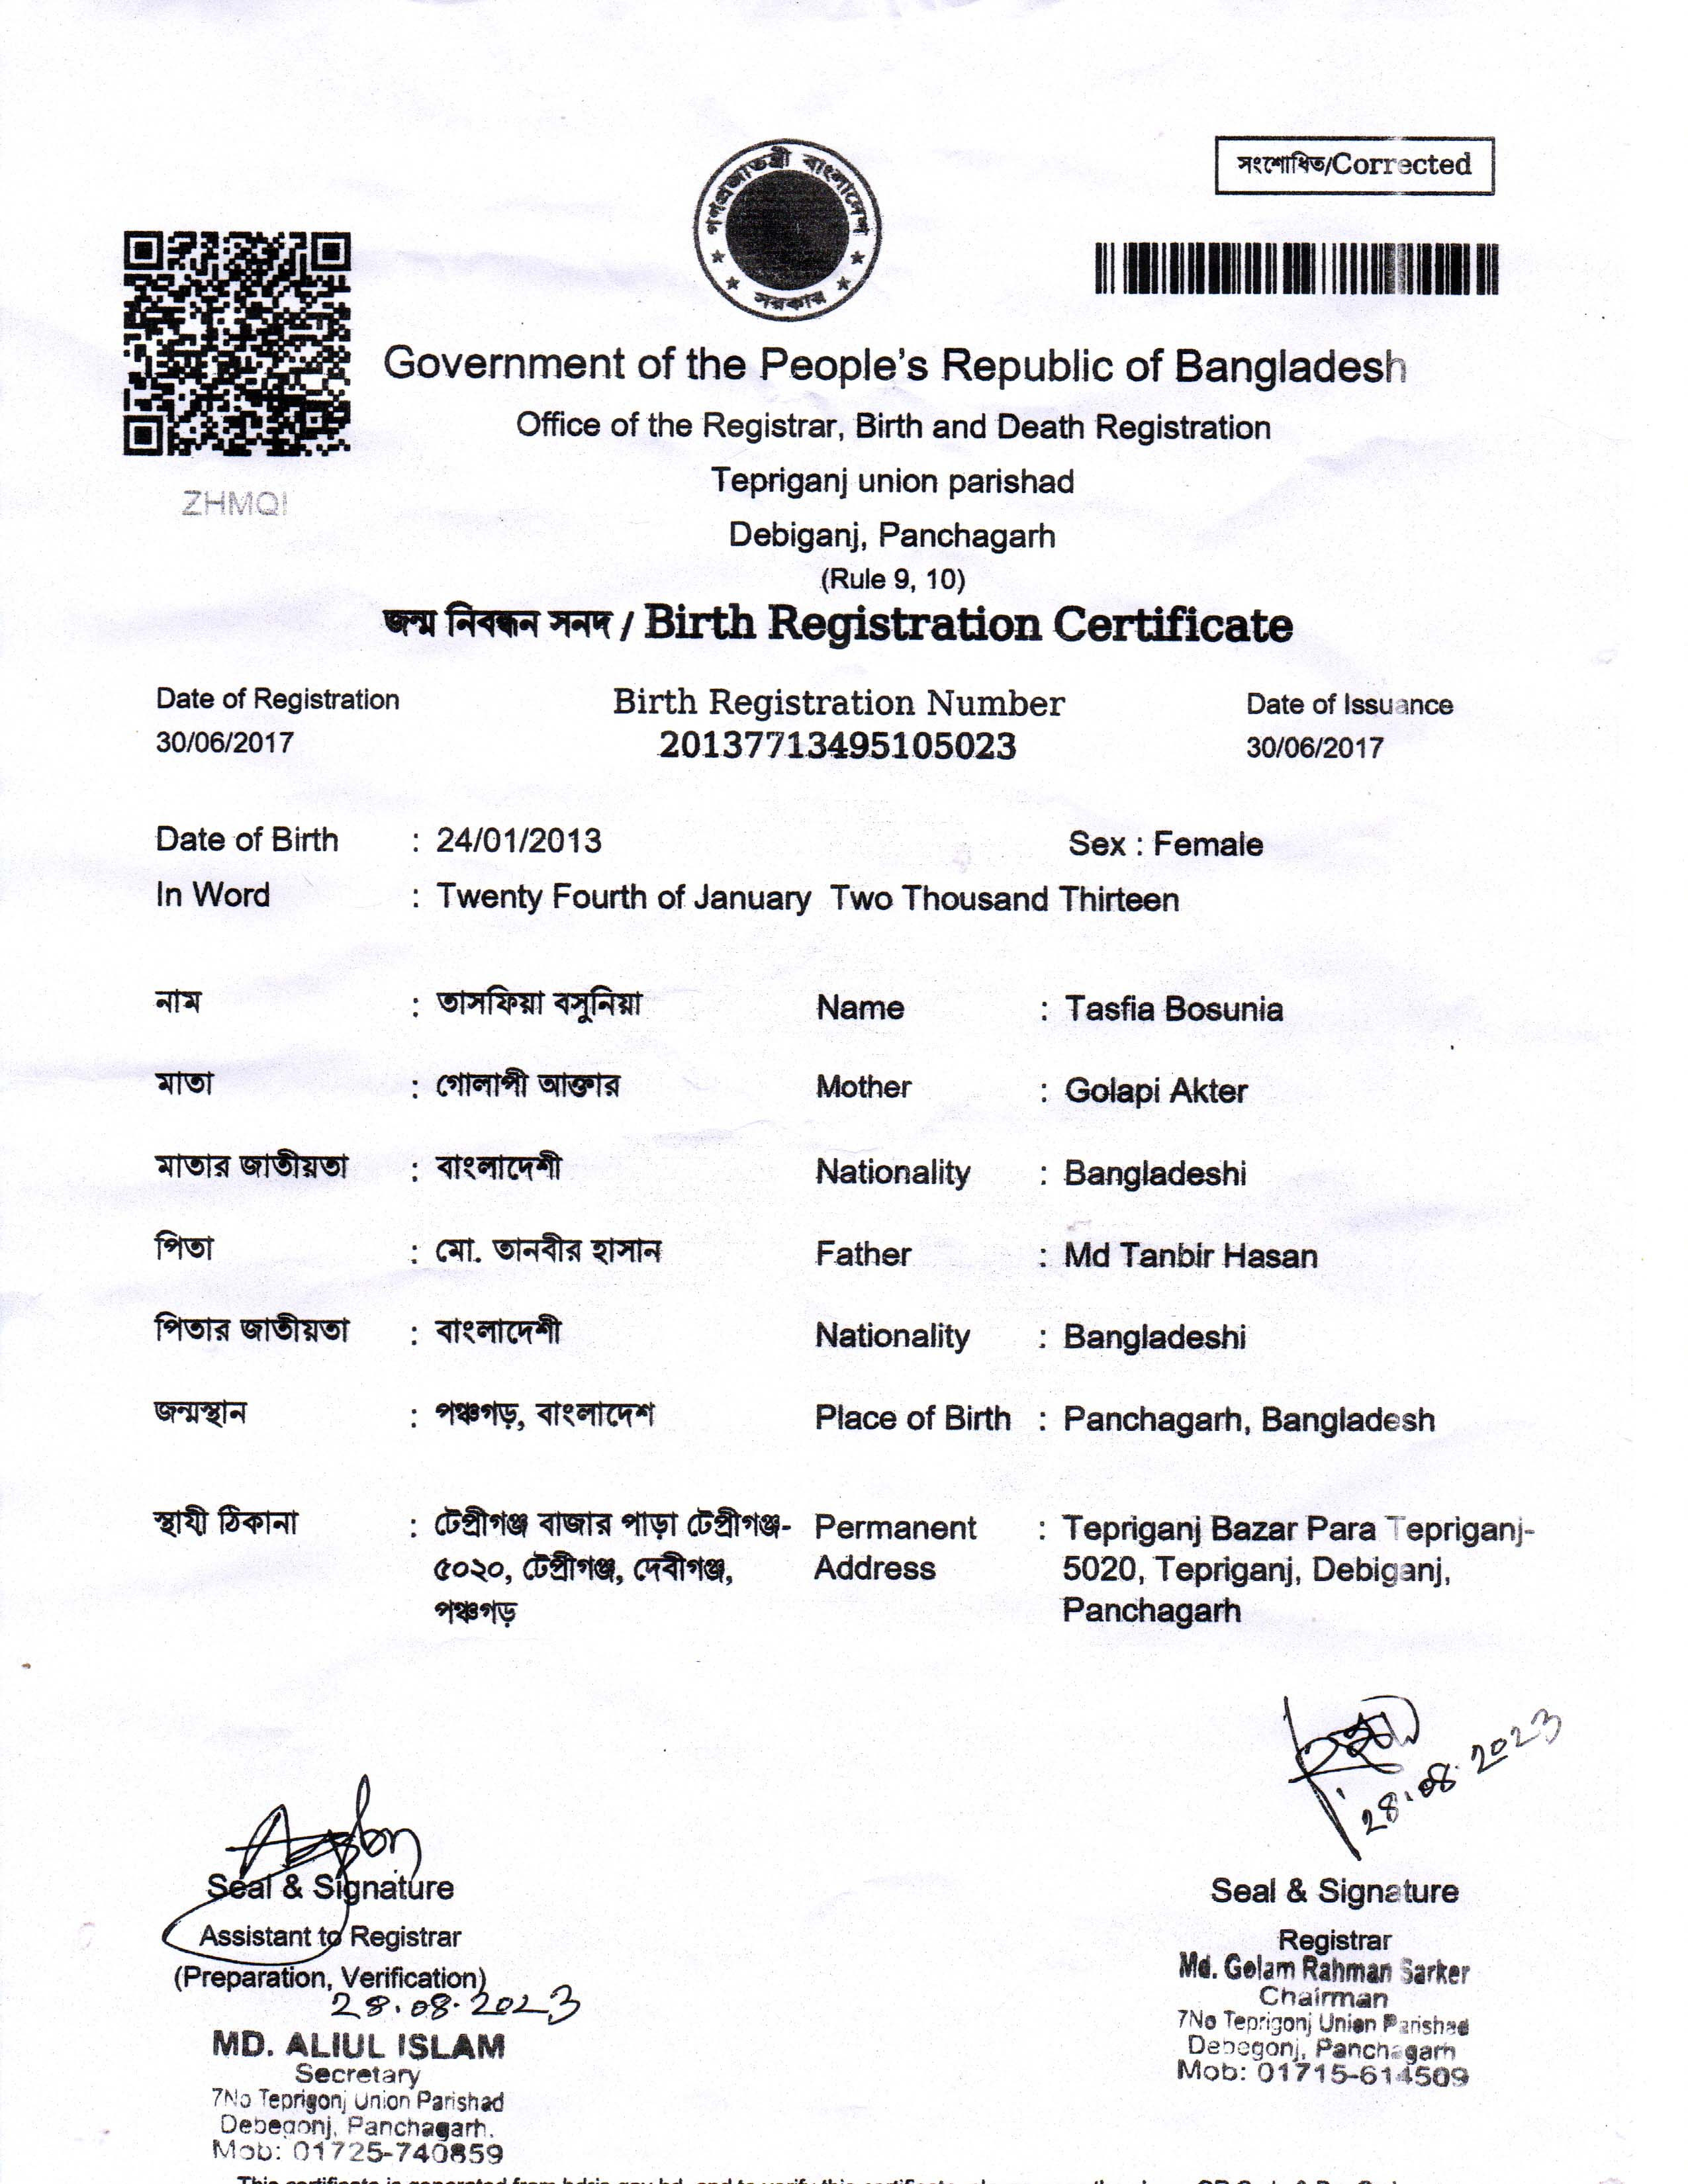 গণপ্রজাতন্ত্রী বাংলাদেশ
সরকার
সংশোধিত/Corrected
ZHMQI
Government of the People's Republic of Bangladesh
Office of the Registrar, Birth and Death Registration
Tepriganj union parishad
Debiganj, Panchagarh
(Rule 9, 10)
জন্ম নিবন্ধন সনদ / Birth Registration Certificate
Date of Registration Birth Registration Number Date of Issuance
30/06/2017 20137713495105023 30/06/2017
Date of Birth : 24/01/2013 Sex : Female
In Word : Twenty Fourth of January Two Thousand Thirteen
নাম : তাসফিয়া বসুনিয়া Name : Tasfia Bosunia
মাতা : গোলাপী আক্তার Mother : Golapi Akter
মাতার জাতীয়তা : বাংলাদেশী Nationality : Bangladeshi
পিতা : মো. তানবীর হাসান Father : Md Tanbir Hasan
পিতার জাতীয়তা : বাংলাদেশী Nationality : Bangladeshi
জন্মস্থান : পঞ্চগড়, বাংলাদেশ Place of Birth : Panchagarh, Bangladesh
স্থায়ী ঠিকানা : টেপ্রীগঞ্জ বাজার পাড়া টেপ্রীগঞ্জ- Permanent : Tepriganj Bazar Para Tepriganj-
৫০২০, টেপ্রীগঞ্জ, দেবীগঞ্জ, Address 5020, Tepriganj, Debiganj,
পঞ্চগড় Panchagarh
28.08.2023
Seal & Signature
Assistant to Registrar
(Preparation, Verification)
28.08.2023
MD. ALIUL ISLAM
Secretary
7No Teprigonj Union Parishad
Debegonj, Panchagarh.
Mob: 01725-740859
Seal & Signature
Registrar
Md. Golam Rahman Sarker
Chairman
7No Teprigonj Union Parishad
Debegonj, Panchagarh
Mob: 01715-614509